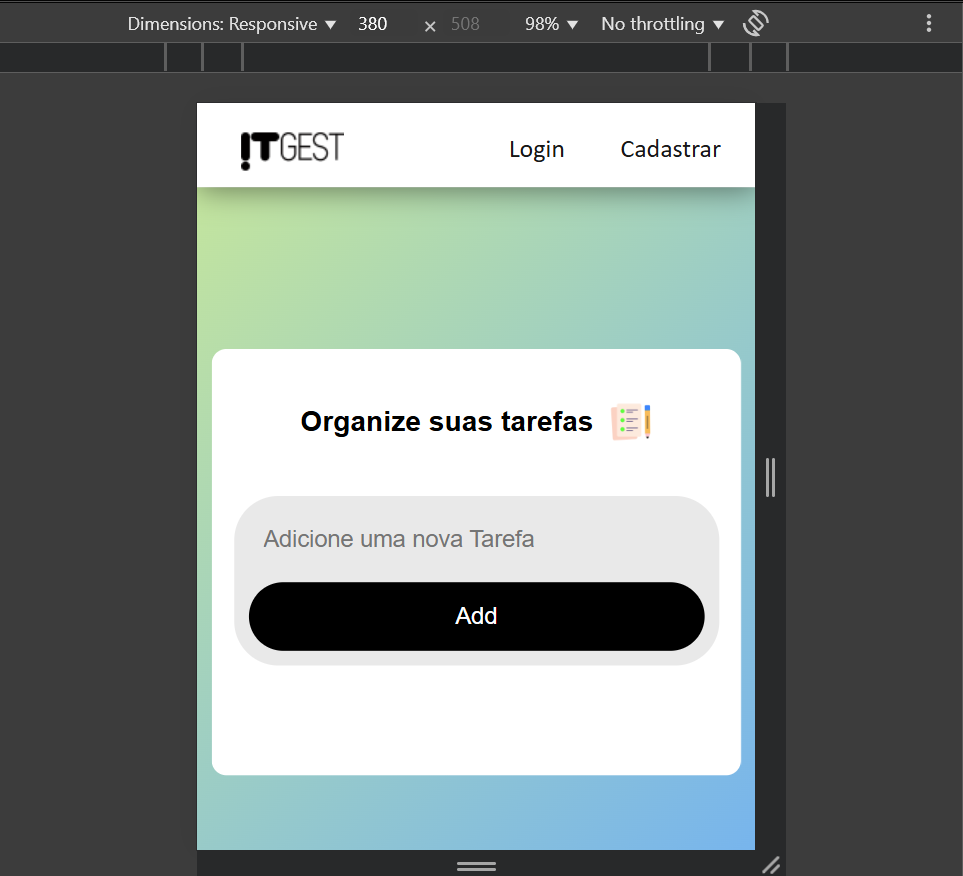 Dimensions: Responsive 380 × 508 98% No throttling
!TGEST Login Cadastrar
Organize suas tarefas
Adicione uma nova Tarefa
Add